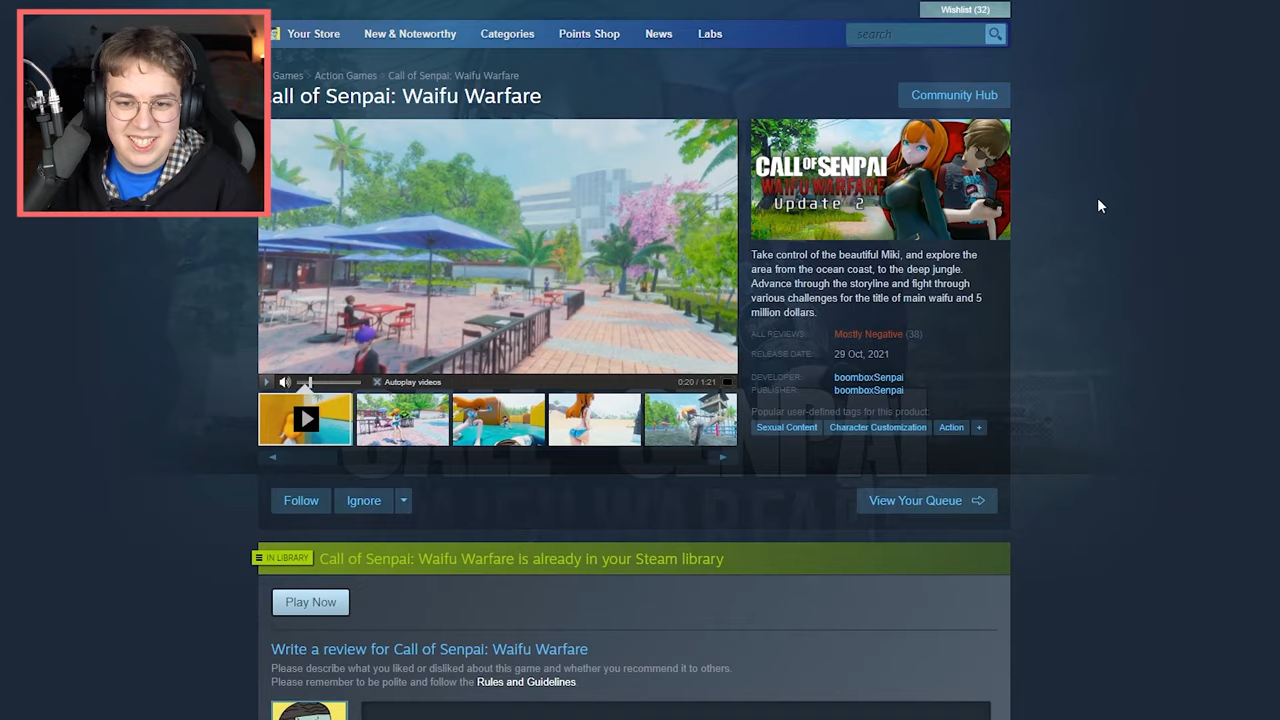 Wishlist (32)
Your Store New & Noteworthy Categories Points Shop News Labs search
Games > Action Games > Call of Senpai: Waifu Warfare
all of Senpai: Waifu Warfare
Community Hub
CALL OF SENPAI
WAIFU WARFARE
Update 2
Take control of the beautiful Miki, and explore the
area from the ocean coast, to the deep jungle.
Advance through the storyline and fight through
various challenges for the title of main waifu and 5
million dollars.
ALL REVIEWS: Mostly Negative (38)
RELEASE DATE: 29 Oct, 2021
DEVELOPER: boomboxSenpai
PUBLISHER: boomboxSenpai
Popular user-defined tags for this product:
Sexual Content Character Customization Action +
Autoplay videos 0:20 / 1:21
Follow Ignore View Your Queue
IN LIBRARY Call of Senpai: Waifu Warfare is already in your Steam library
Play Now
Write a review for Call of Senpai: Waifu Warfare
Please describe what you liked or disliked about this game and whether you recommend it to others.
Please remember to be polite and follow the Rules and Guidelines.